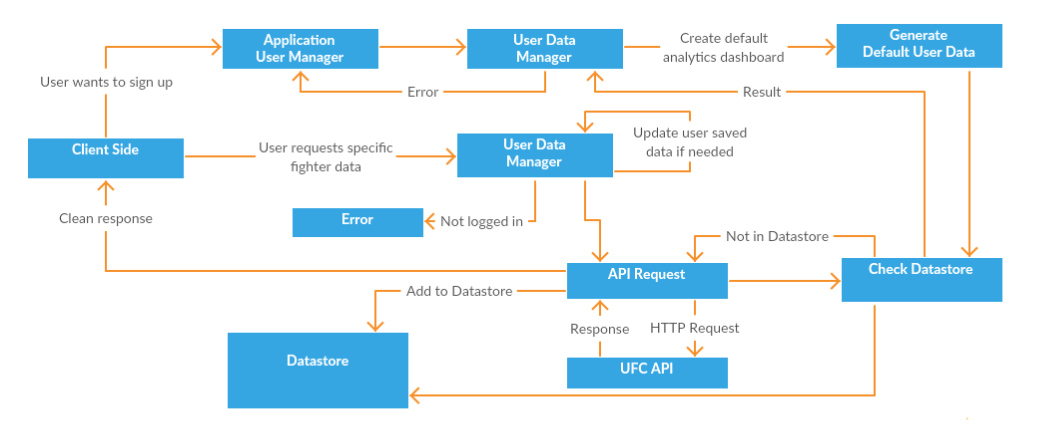 Application
User Manager
User Data
Manager
Create default
analytics dashboard
Generate
Default User Data
User wants to sign up
Error
Result
Client Side
User requests specific
fighter data
User Data
Manager
Update user saved
data if needed
Clean response
Error
Not logged in
Not in Datastore
API Request
Check Datastore
Add to Datastore
Response
HTTP Request
Datastore
UFC API